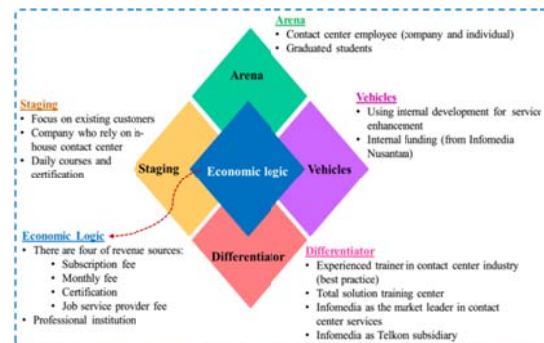 Arena
• Contact center employee (company and individual)
• Graduated students
Staging
• Focus on existing customers
• Company who rely on in-
house contact center
• Daily courses and
certification
Vehicles
• Using internal development for service
enhancement
• Internal funding (from Infomedia
Nusantara)
Arena
Staging
Economic logic
Vehicles
Differentiator
Economic Logic
• There are four of revenue sources:
• Subscription fee
• Monthly fee
• Certification
• Job service provider fee
• Professional institution
Differentiator
• Experienced trainer in contact center industry
(best practice)
• Total solution training center
• Infomedia as the market leader in contact
center services
• Infomedia as Telkon subsidiary